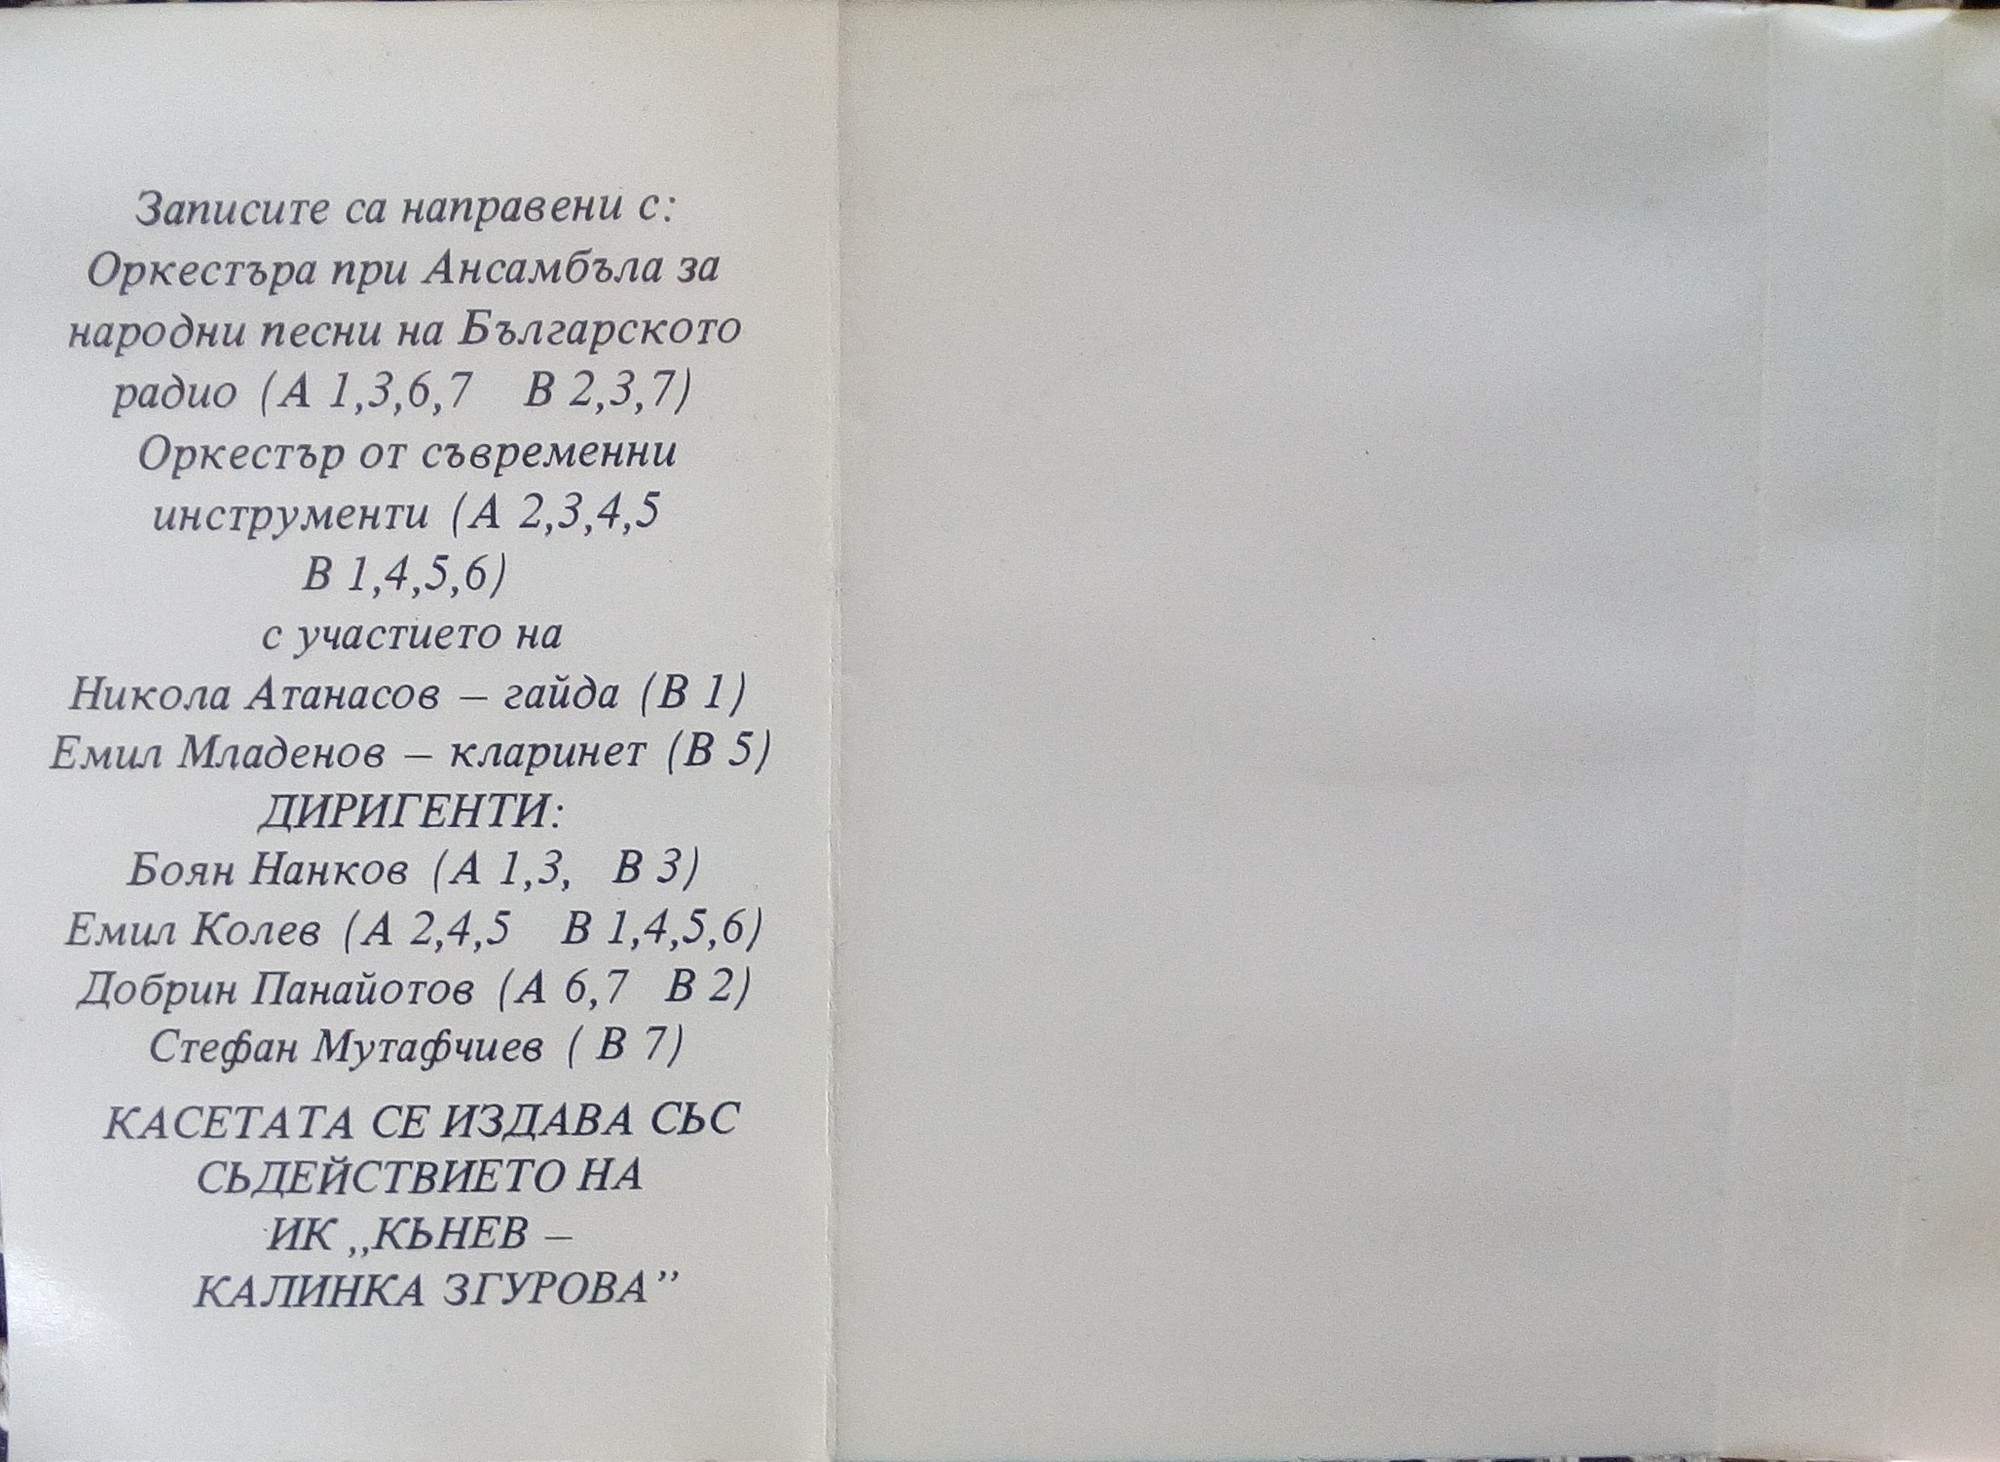 Записите са направени с:
Оркестъра при Ансамбъла за
народни песни на Българското
радио (А 1,3,6,7 В 2,3,7)
Оркестър от съвременни
инструменти (А 2,3,4,5
В 1,4,5,6)
с участието на
Никола Атанасов – гайда (В 1)
Емил Младенов – кларинет (В 5)
ДИРИГЕНТИ:
Боян Нанков (А 1,3, В 3)
Емил Колев (А 2,4,5 В 1,4,5,6)
Добрин Панайотов (А 6,7 В 2)
Стефан Мутафчиев ( В 7)
КАСЕТАТА СЕ ИЗДАВА СЬС
СЬДЕЙСТВИЕТО НА
ИК ,,КЬНЕВ –
КАЛИНКА ЗГУРОВА”